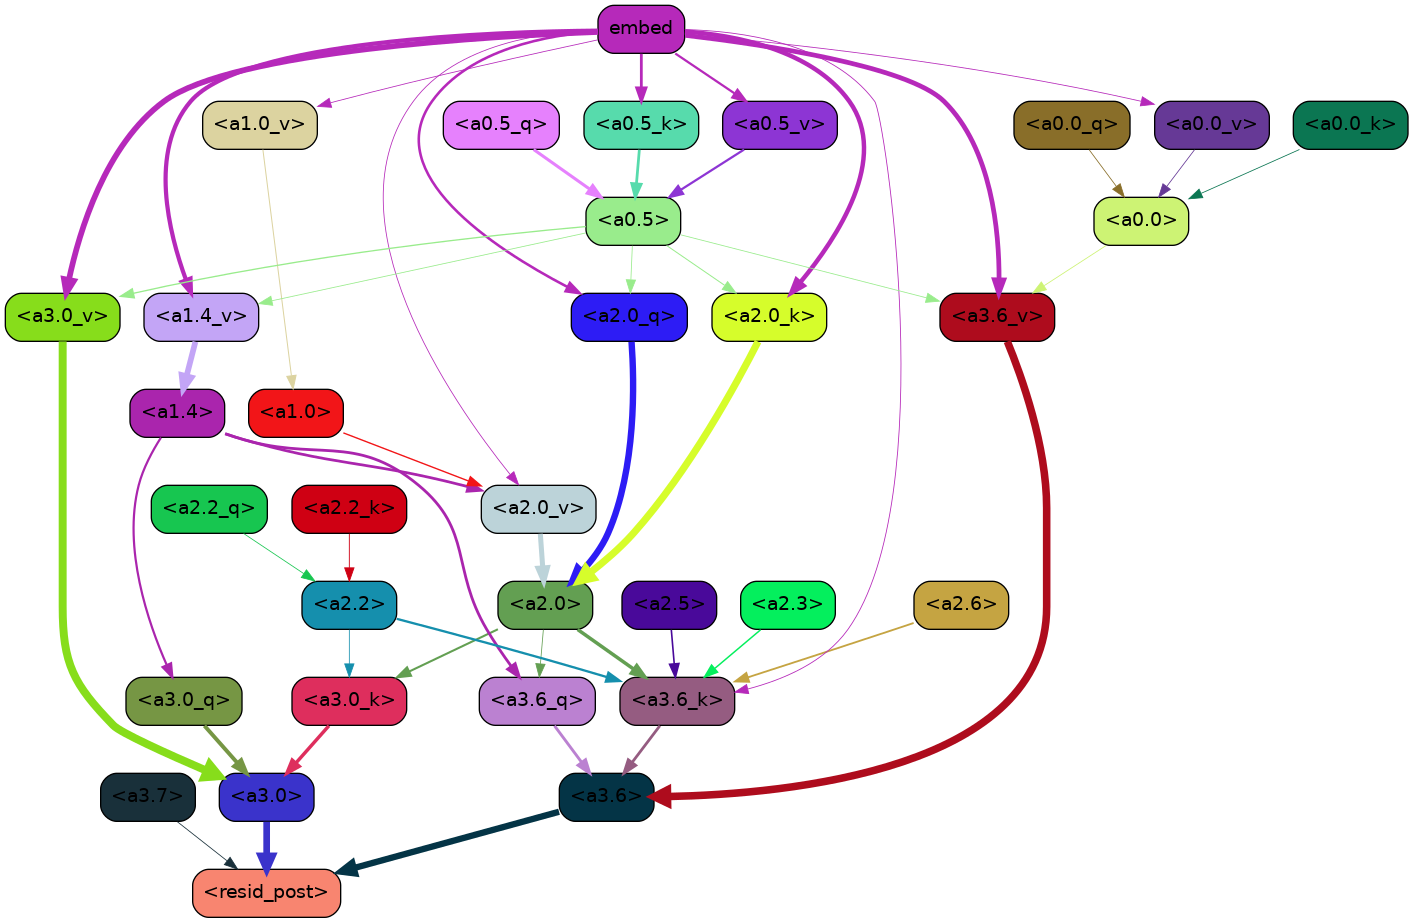 embed
<a1.0_v> <a0.5_q> <a0.5_k> <a0.5_v> <a0.0_q> <a0.0_v> <a0.0_k>
<a0.5> <a0.0>
<a3.0_v> <a1.4_v> <a2.0_q> <a2.0_k> <a3.6_v>
<a1.4> <a1.0>
<a2.2_q> <a2.2_k> <a2.0_v>
<a2.2> <a2.0> <a2.5> <a2.3> <a2.6>
<a3.0_q> <a3.0_k> <a3.6_q> <a3.6_k>
<a3.7> <a3.0> <a3.6>
<resid_post>